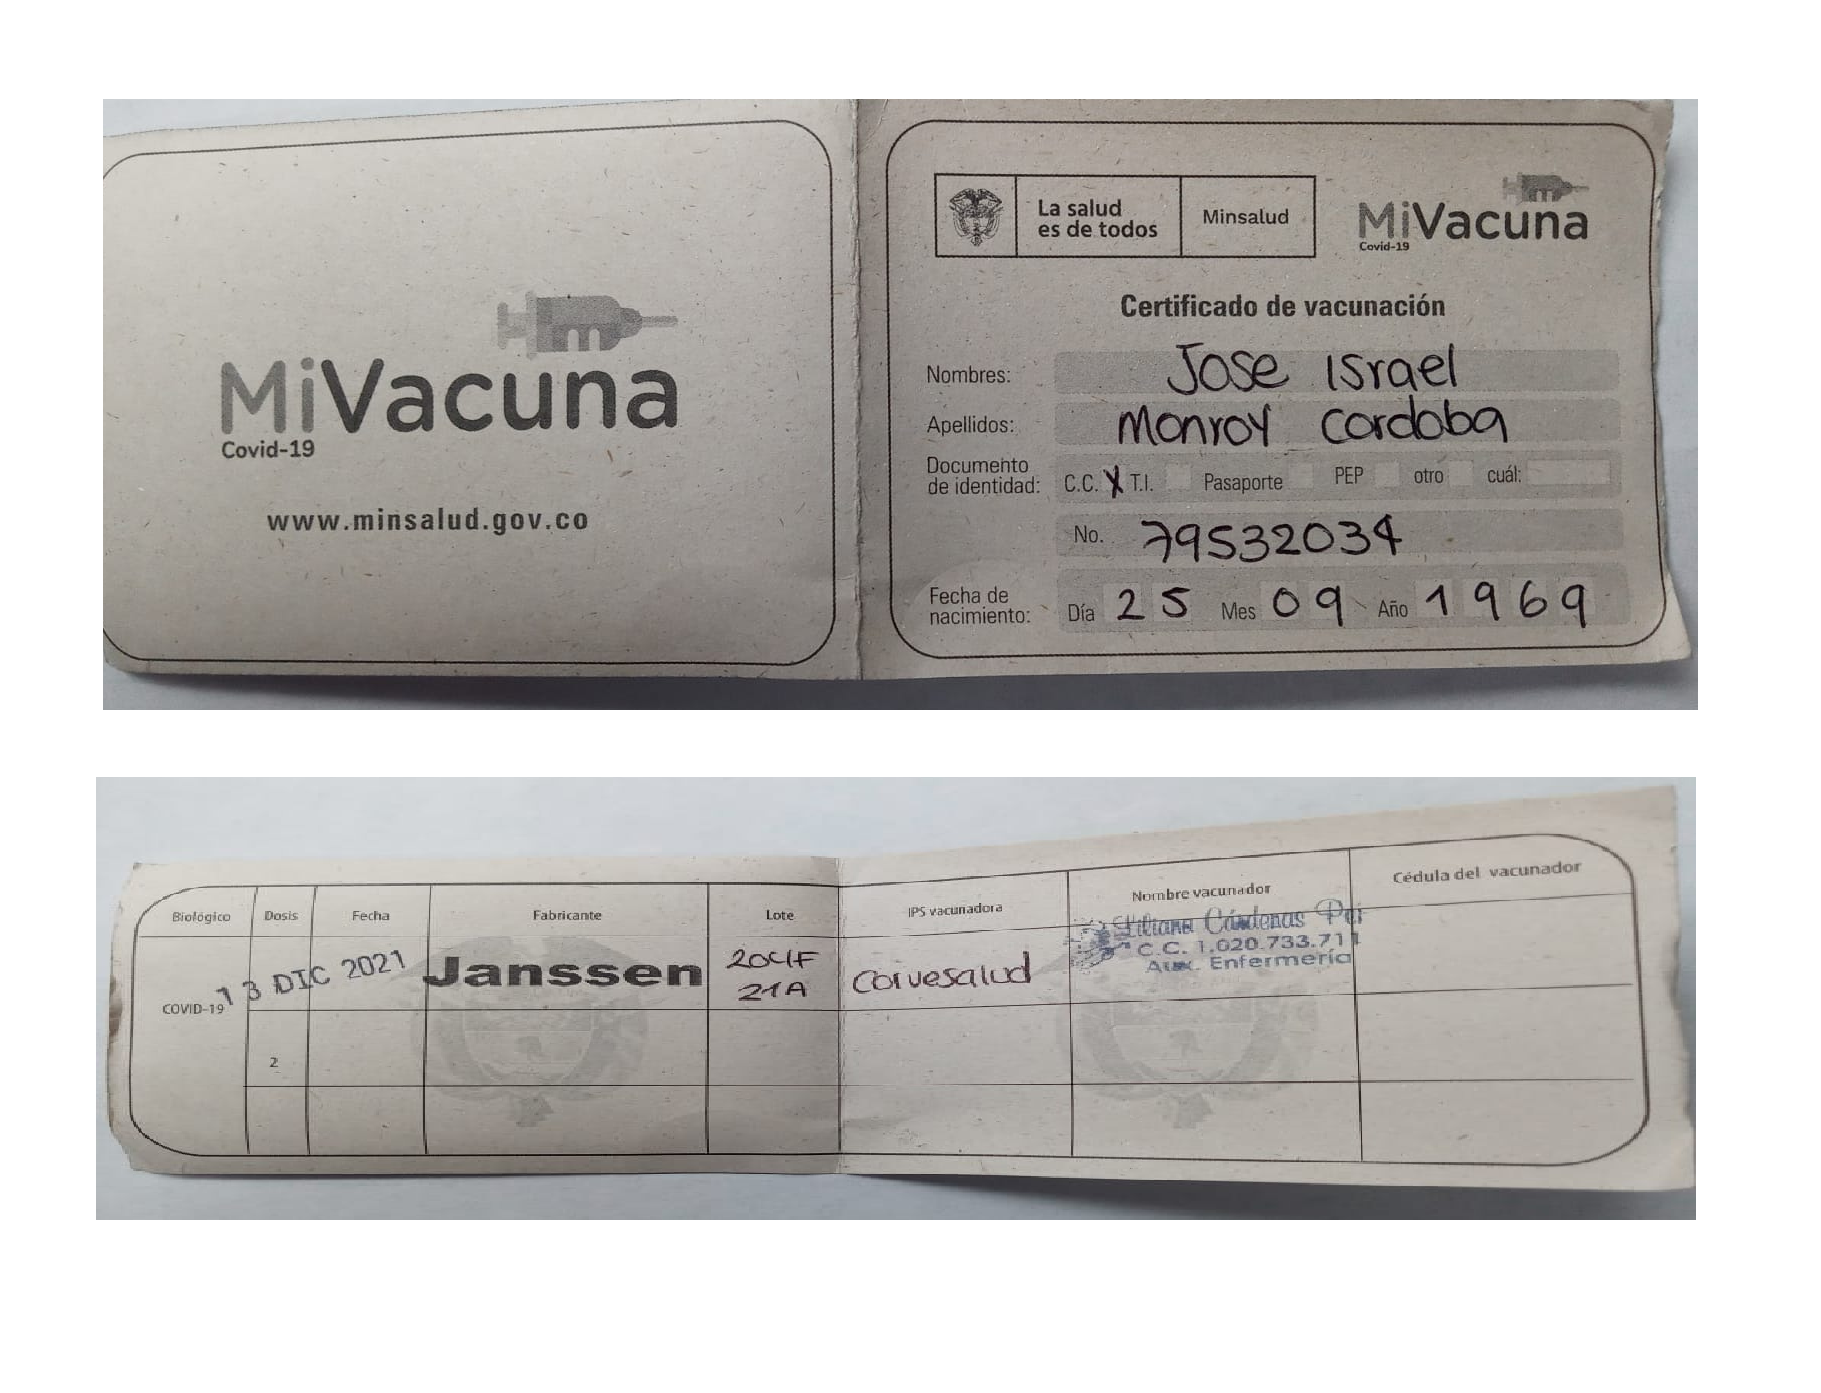 MiVacuna
Covid-19
www.minsalud.gov.co
La salud
es de todos
Minsalud
MiVacuna
Covid-19
Certificado de vacunación
Nombres: Jose Israel
Apellidos: Monroy Cordoba
Documento
de identidad: C.C. X T.I. Pasaporte PEP otro cuál:
No. 79532034
Fecha de
nacimiento: Día 25 Mes 09 Año 1969
Biológico Dosis Fecha Fabricante Lote IPS vacunadora Nombre vacunador Cédula del vacunador
COVID-19
13 DIC 2021
Janssen
21A
Corvesalud
Liliana Cárdenas
C.C. 1.020.733.711
Aux. Enfermería
2